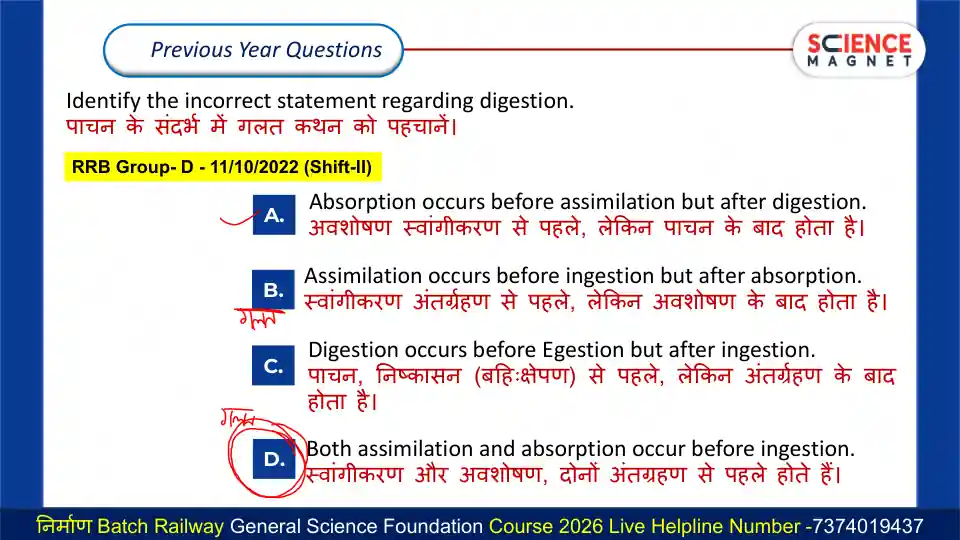 Previous Year Questions
SCIENCE
MAGNET
Identify the incorrect statement regarding digestion.
पाचन के संदर्भ में गलत कथन को पहचानें।
RRB Group- D - 11/10/2022 (Shift-II)
A.
Absorption occurs before assimilation but after digestion.
अवशोषण स्वांगीकरण से पहले, लेकिन पाचन के बाद होता है।
B.
Assimilation occurs before ingestion but after absorption.
स्वांगीकरण अंतर्ग्रहण से पहले, लेकिन अवशोषण के बाद होता है।
गलत
C.
Digestion occurs before Egestion but after ingestion.
पाचन, निष्कासन (बहिःक्षेपण) से पहले, लेकिन अंतर्ग्रहण के बाद
होता है।
गलत
D.
Both assimilation and absorption occur before ingestion.
स्वांगीकरण और अवशोषण, दोनों अंतग्रहण से पहले होते हैं।
निर्माण Batch Railway General Science Foundation Course 2026 Live Helpline Number -7374019437